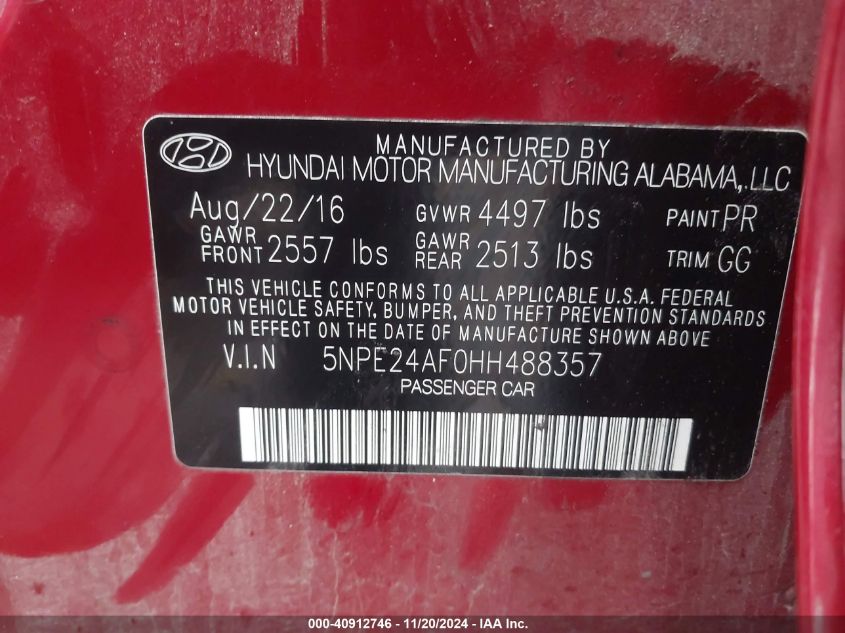 MANUFACTURED BY
HYUNDAI MOTOR MANUFACTURING ALABAMA,.LLC
Aug/22/16 GVWR 4497 lbs PAINT PR
GAWR FRONT 2557 lbs GAWR REAR 2513 lbs TRIM GG
THIS VEHICLE CONFORMS TO ALL APPLICABLE U.S.A. FEDERAL
MOTOR VEHICLE SAFETY, BUMPER, AND THEFT PREVENTION STANDARDS
IN EFFECT ON THE DATE OF MANUFACTURE SHOWN ABOVE
V.I.N 5NPE24AF0HH488357
PASSENGER CAR
000-40912746 - 11/20/2024 - IAA Inc.